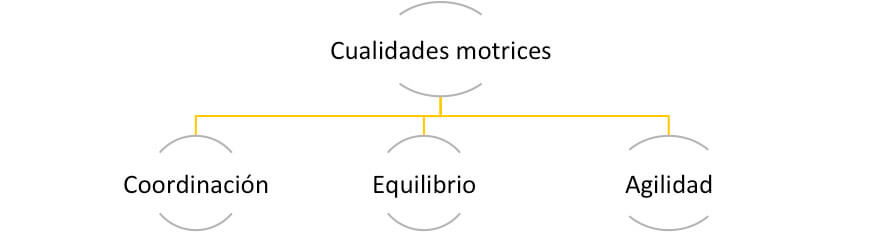 Cualidades motrices
Coordinación
Equilibrio
Agilidad